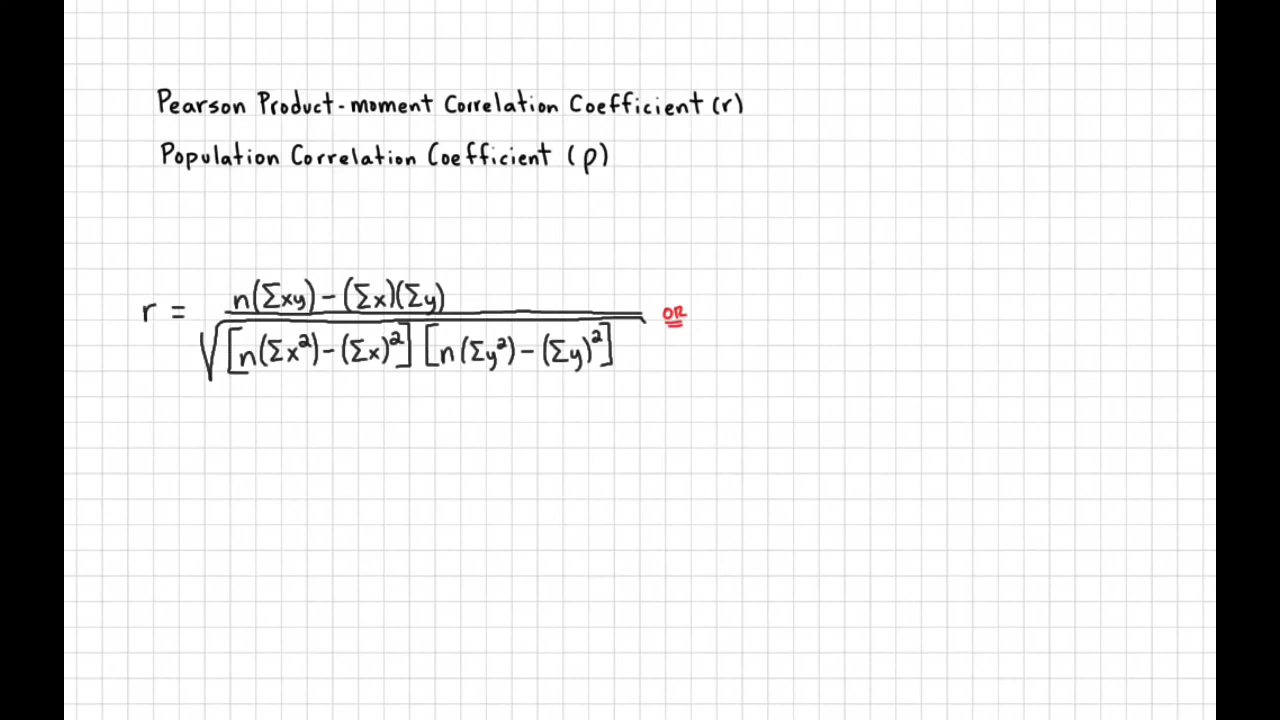 Pearson Product-moment Correlation Coefficient (r)
Population Correlation Coefficient (ρ)
r = n(Σxy) - (Σx)(Σy) OR
√[n(Σx²) - (Σx)²] [n(Σy²) - (Σy)²]